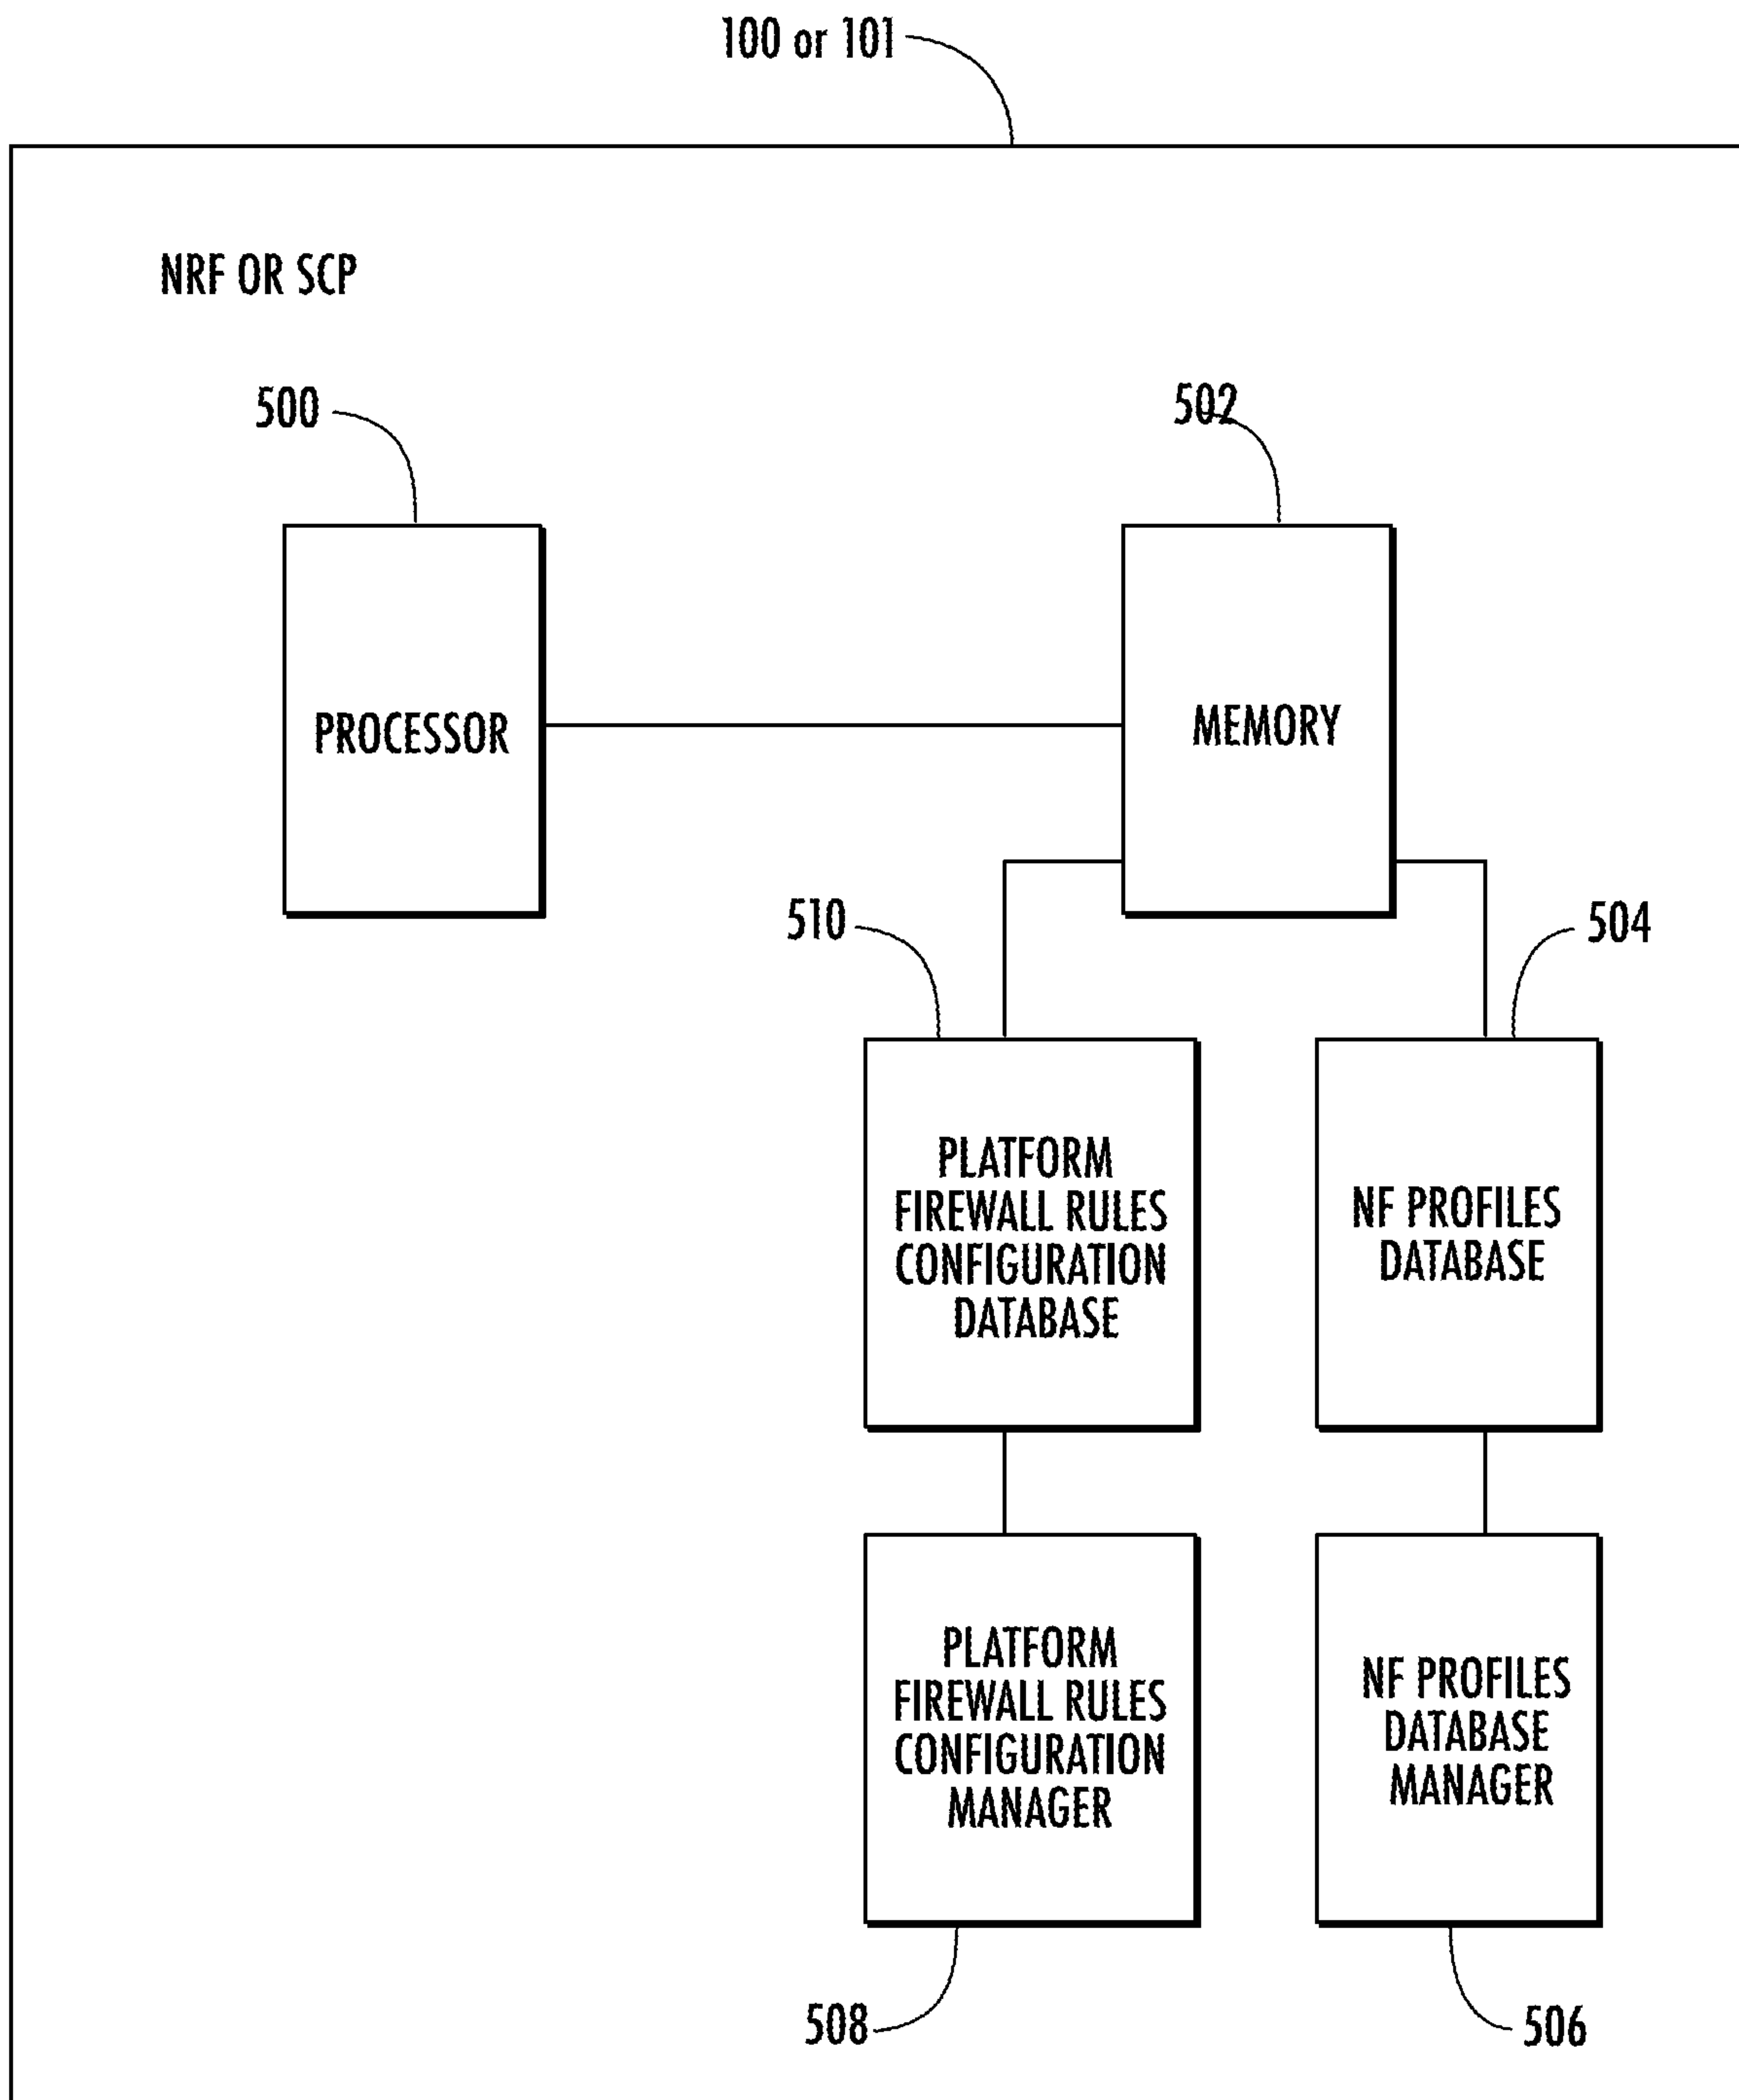 100 or 101
NRF OR SCP
500
502
PROCESSOR
MEMORY
510
504
PLATFORM
FIREWALL RULES
CONFIGURATION
DATABASE
NF PROFILES
DATABASE
PLATFORM
FIREWALL RULES
CONFIGURATION
MANAGER
NF PROFILES
DATABASE
MANAGER
508
506